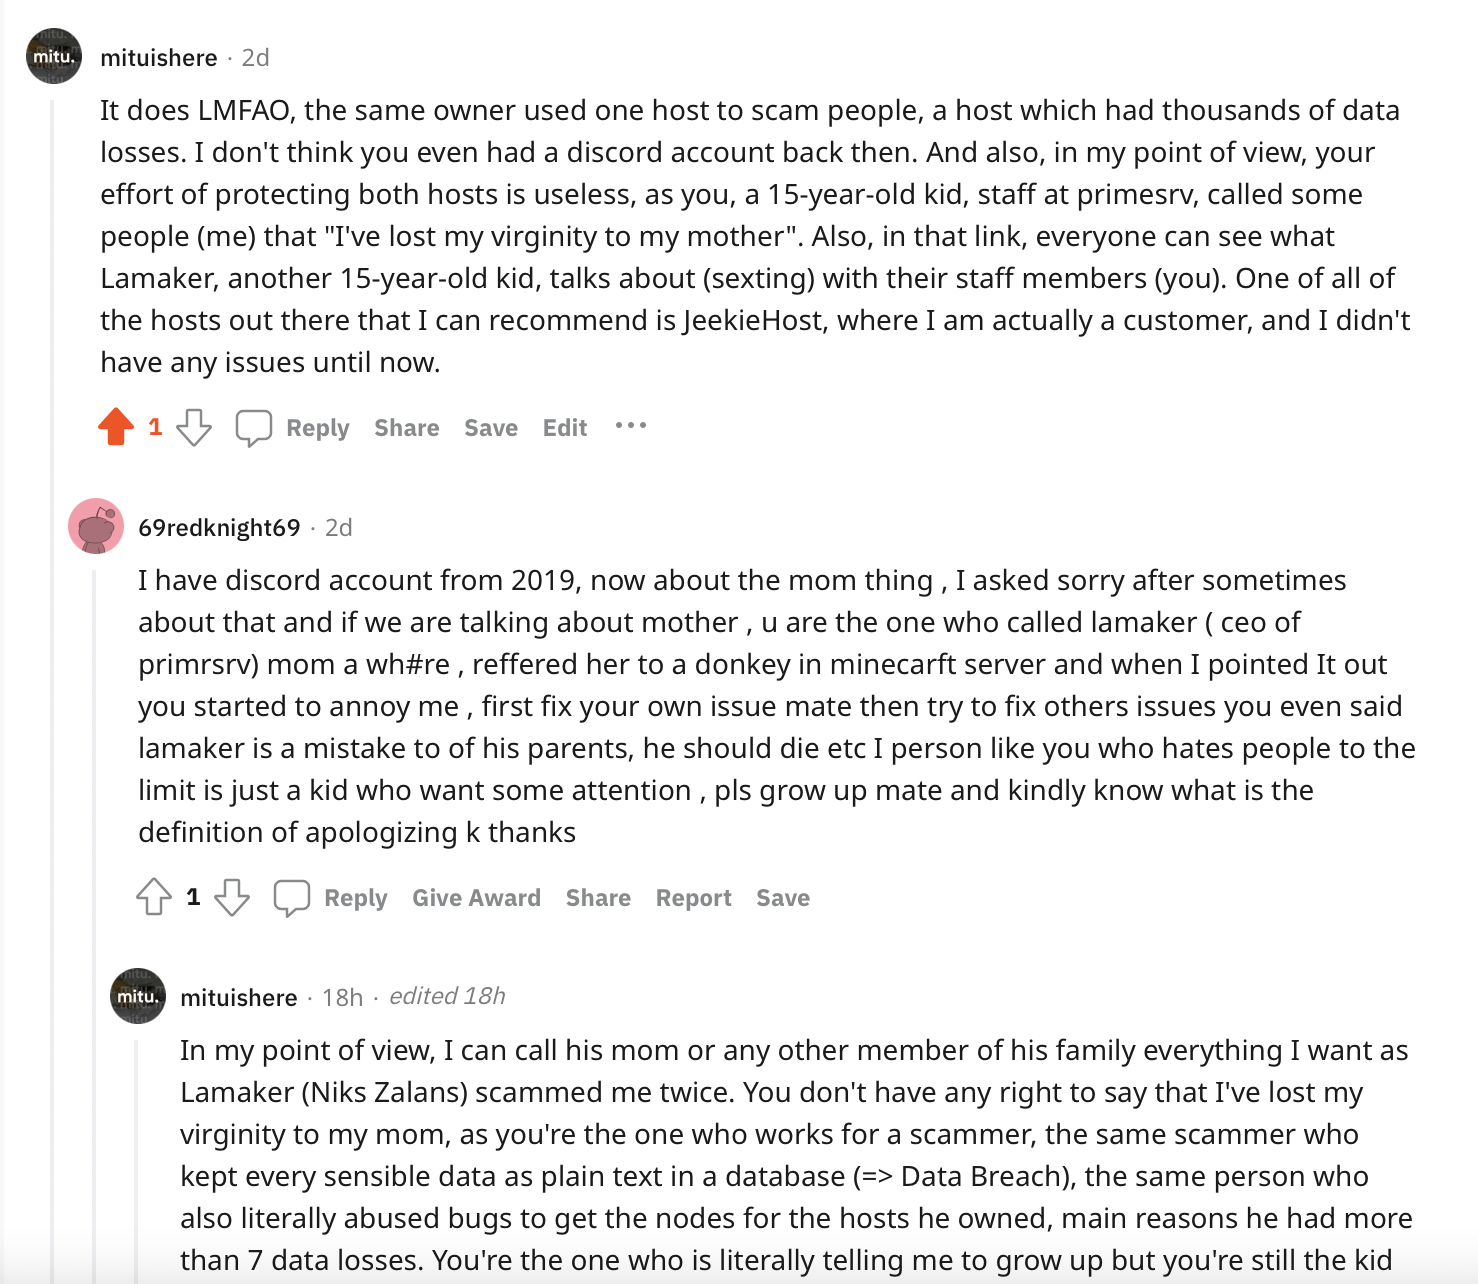 mitu.
mituishere · 2d
It does LMFAO, the same owner used one host to scam people, a host which had thousands of data
losses. I don't think you even had a discord account back then. And also, in my point of view, your
effort of protecting both hosts is useless, as you, a 15-year-old kid, staff at primesrv, called some
people (me) that "I've lost my virginity to my mother". Also, in that link, everyone can see what
Lamaker, another 15-year-old kid, talks about (sexting) with their staff members (you). One of all of
the hosts out there that I can recommend is JeekieHost, where I am actually a customer, and I didn't
have any issues until now.
1 Reply Share Save Edit ...
69redknight69 · 2d
I have discord account from 2019, now about the mom thing , I asked sorry after sometimes
about that and if we are talking about mother , u are the one who called lamaker ( ceo of
primrsrv) mom a wh#re , reffered her to a donkey in minecarft server and when I pointed It out
you started to annoy me , first fix your own issue mate then try to fix others issues you even said
lamaker is a mistake to of his parents, he should die etc I person like you who hates people to the
limit is just a kid who want some attention , pls grow up mate and kindly know what is the
definition of apologizing k thanks
1 Reply Give Award Share Report Save
mitu.
mituishere · 18h · edited 18h
In my point of view, I can call his mom or any other member of his family everything I want as
Lamaker (Niks Zalans) scammed me twice. You don't have any right to say that I've lost my
virginity to my mom, as you're the one who works for a scammer, the same scammer who
kept every sensible data as plain text in a database (=> Data Breach), the same person who
also literally abused bugs to get the nodes for the hosts he owned, main reasons he had more
than 7 data losses. You're the one who is literally telling me to grow up but you're still the kid